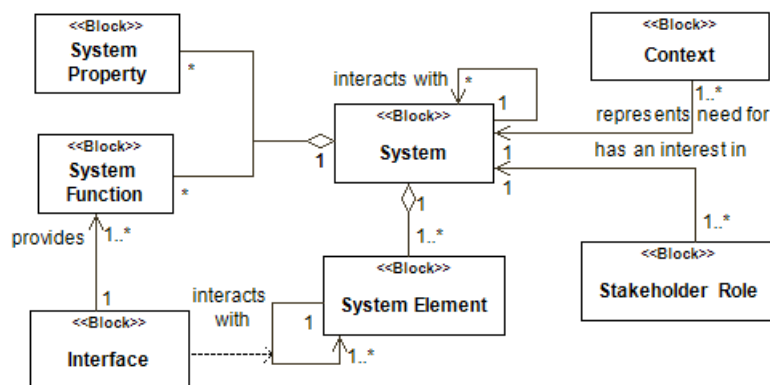 <<Block>>
System
Property
*
interacts with
*
1
<<Block>>
Context
1..*
represents need for
<<Block>>
System
1
1
has an interest in
1
<<Block>>
System
Function
*
1
1..*
1..*
provides
1..*
1
<<Block>>
System Element
<<Block>>
Stakeholder Role
interacts
with
1
1..*
<<Block>>
Interface